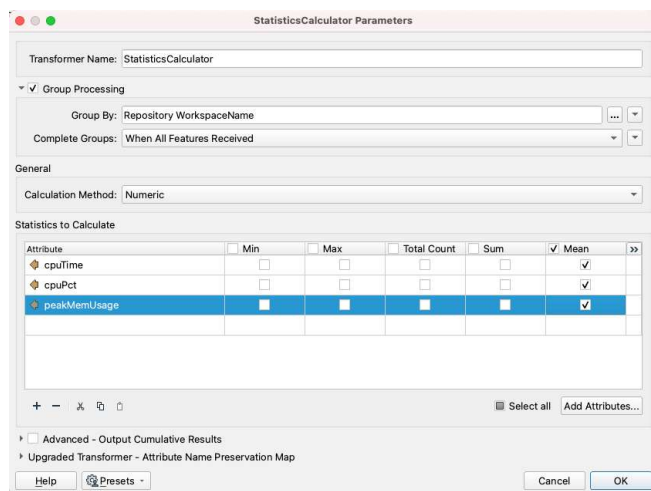 StatisticsCalculator Parameters
Transformer Name: StatisticsCalculator
Group Processing
Group By: Repository WorkspaceName ...
Complete Groups: When All Features Received
General
Calculation Method: Numeric
Statistics to Calculate
Attribute Min Max Total Count Sum Mean >>
cpuTime
cpuPct
peakMemUsage
Select all Add Attributes...
Advanced - Output Cumulative Results
Upgraded Transformer - Attribute Name Preservation Map
Help Presets Cancel OK